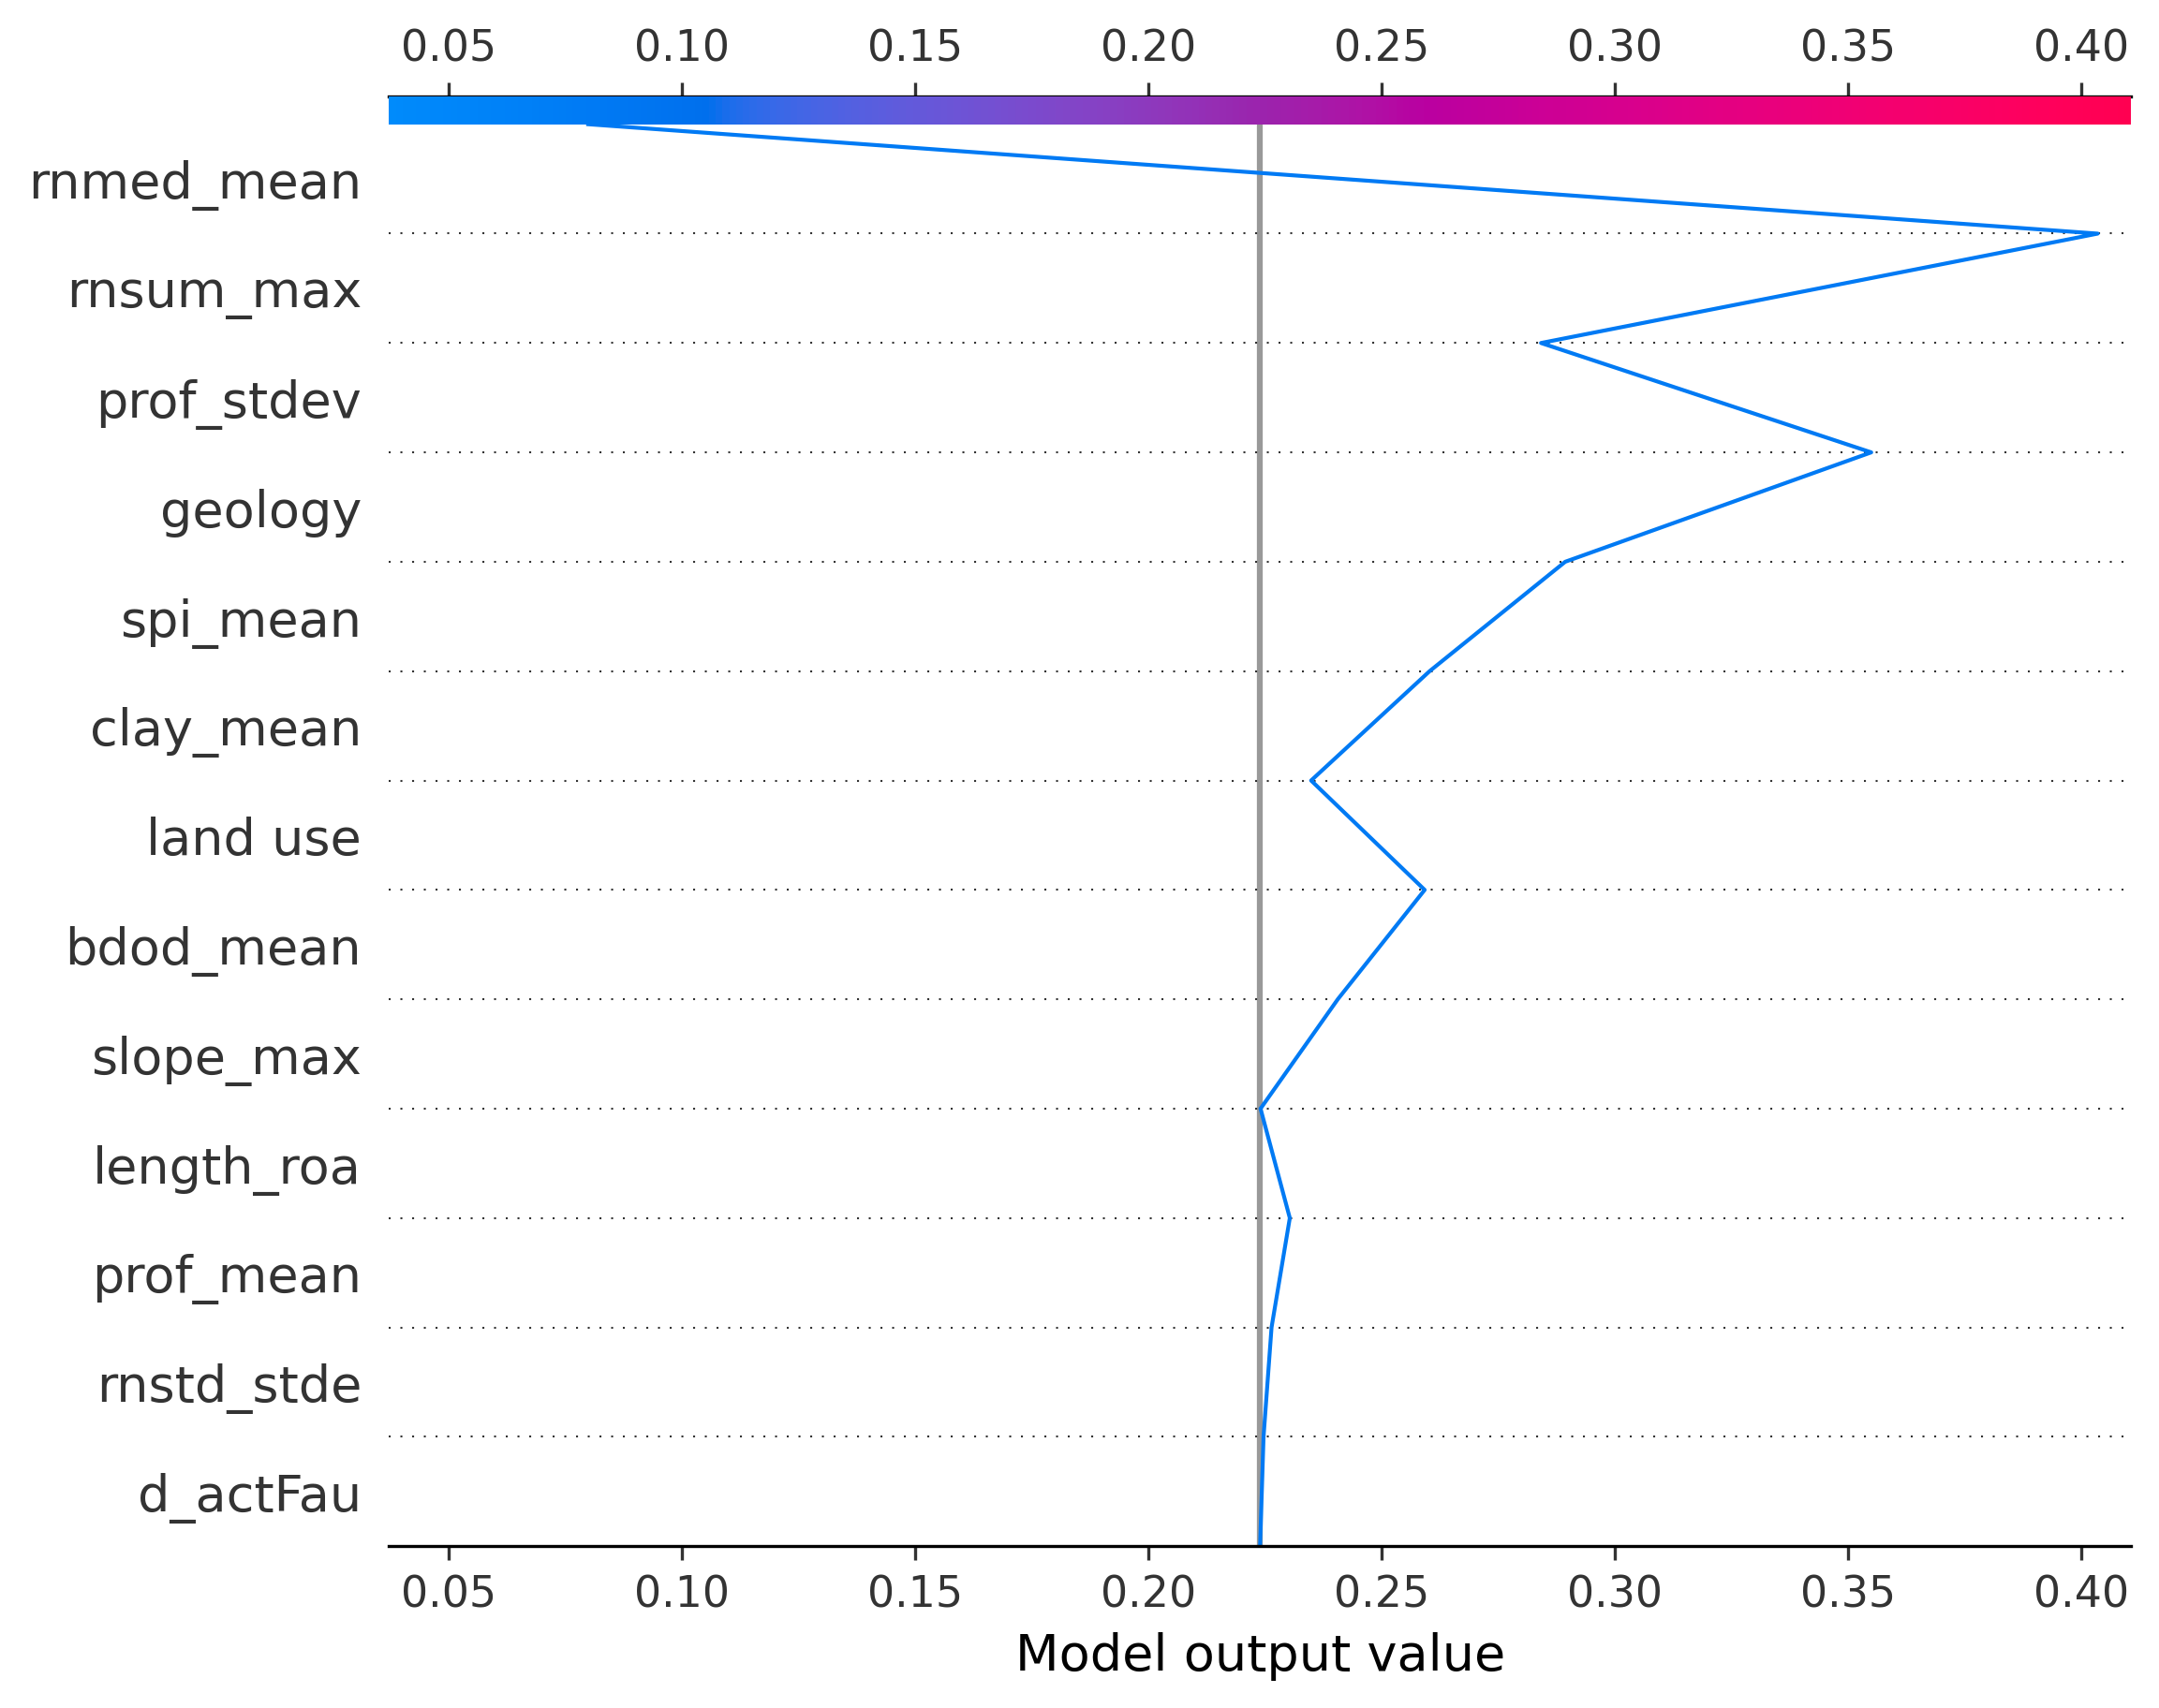 0.05 0.10 0.15 0.20 0.25 0.30 0.35 0.40
rnmed_mean
rnsum_max
prof_stdev
geology
spi_mean
clay_mean
land use
bdod_mean
slope_max
length_roa
prof_mean
rnstd_stde
d_actFau
0.05 0.10 0.15 0.20 0.25 0.30 0.35 0.40
Model output value